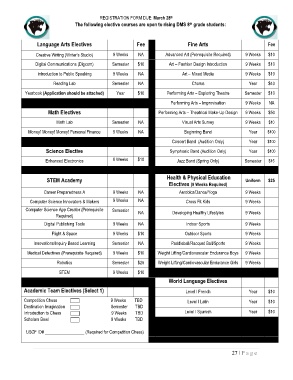 REGISTRATION FORM DUE: March 28th
The following elective courses are open to rising DMS 8th grade students:
Language Arts Electives Fee
Creative Writing (Writer's Studio) 9 Weeks NA
Digital Communications (Digicom) Semester $10
Introduction to Public Speaking 9 Weeks NA
Reading Lab Semester NA
Yearbook (Application should be attached) Year $10
Math Electives
Math Lab Semester NA
Money! Money! Money! Personal Finance 9 Weeks NA
Science Elective
Enhanced Electronics 9 Weeks $10
STEM Academy
Career Preparedness A 9 Weeks NA
Computer Science Innovators & Makers 9 Weeks NA
Computer Science App Creator (Prerequisite Required) Semester NA
Digital Publishing Tools 9 Weeks NA
Flight & Space 9 Weeks $10
Innovations/Inquiry Based Learning Semester NA
Medical Detectives (Prerequisite Required) 9 Weeks $10
Robotics Semester $25
STEM 9 Weeks $10
Academic Team Electives (Select 1)
Competition Chess 9 Weeks TBD
Destination Imagination Semester TBD
Introduction to Chess 9 Weeks TBD
Scholars Bowl 9 Weeks TBD
USCF ID# (Required for Competition Chess)
Fine Arts Fee
Advanced Art (Prerequisite Required) 9 Weeks $10
Art – Fashion Design Introduction 9 Weeks $10
Art – Mixed Media 9 Weeks $10
Chorus Year
Performing Arts – Exploring Theatre Semester $10
Performing Arts – Improvisation 9 Weeks NA
Performing Arts – Theatrical Make-up Design 9 Weeks
Visual Arts Survey 9 Weeks $10
Beginning Band Year $100
Concert Band (Audition Only) Year $100
Symphonic Band (Audition Only) Year $100
Jazz Band (Spring Only) Semester
Health & Physical Education Electives (9 Weeks Required) Uniform $25
Aerobics/Dance/Yoga 9 Weeks
Cross Fit Kids 9 Weeks
Developing Healthy Lifestyles 9 Weeks
Indoor Sports 9 Weeks
Outdoor Sports 9 Weeks
Paddleball/Racquet Ball/Sports 9 Weeks
Weight Lifting/Cardiovascular Endurance Boys 9 Weeks
Weight Lifting/Cardiovascular Endurance Girls 9 Weeks
World Language Electives
Level I French Year $10
Level I Latin Year $10
Level I Spanish Year $10
27 | Page